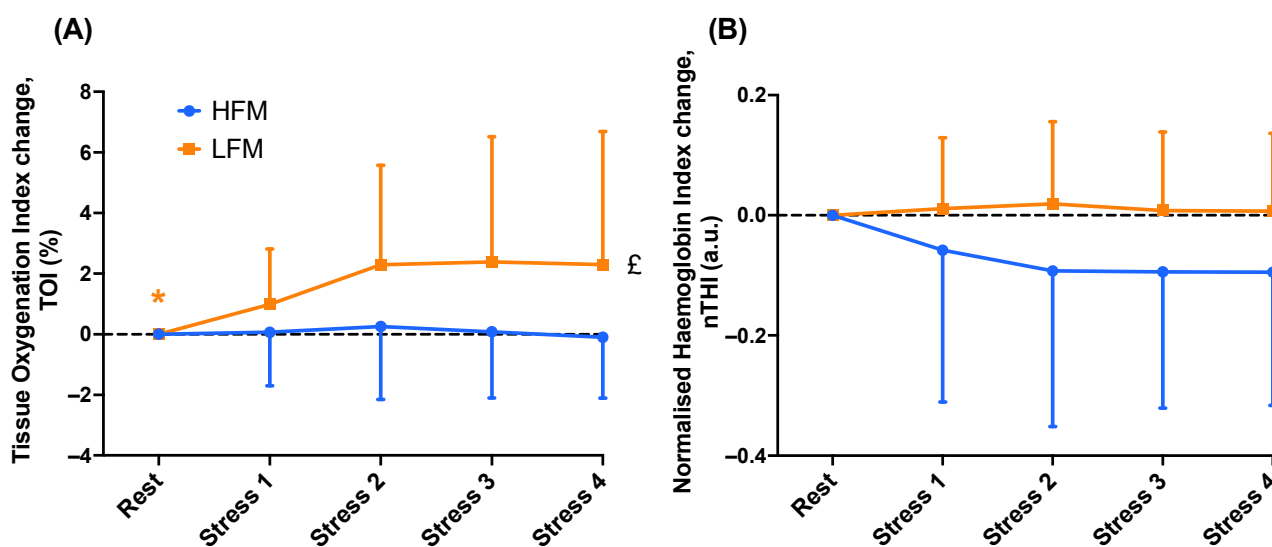 (A)
Tissue Oxygenation Index change,
TOI (%)
8
6
4
2
0
–2
–4
HFM
LFM
*
£
Rest
Stress 1
Stress 2
Stress 3
Stress 4
(B)
Normalised Haemoglobin Index change,
nTHI (a.u.)
0.2
0.0
–0.2
–0.4
Rest
Stress 1
Stress 2
Stress 3
Stress 4